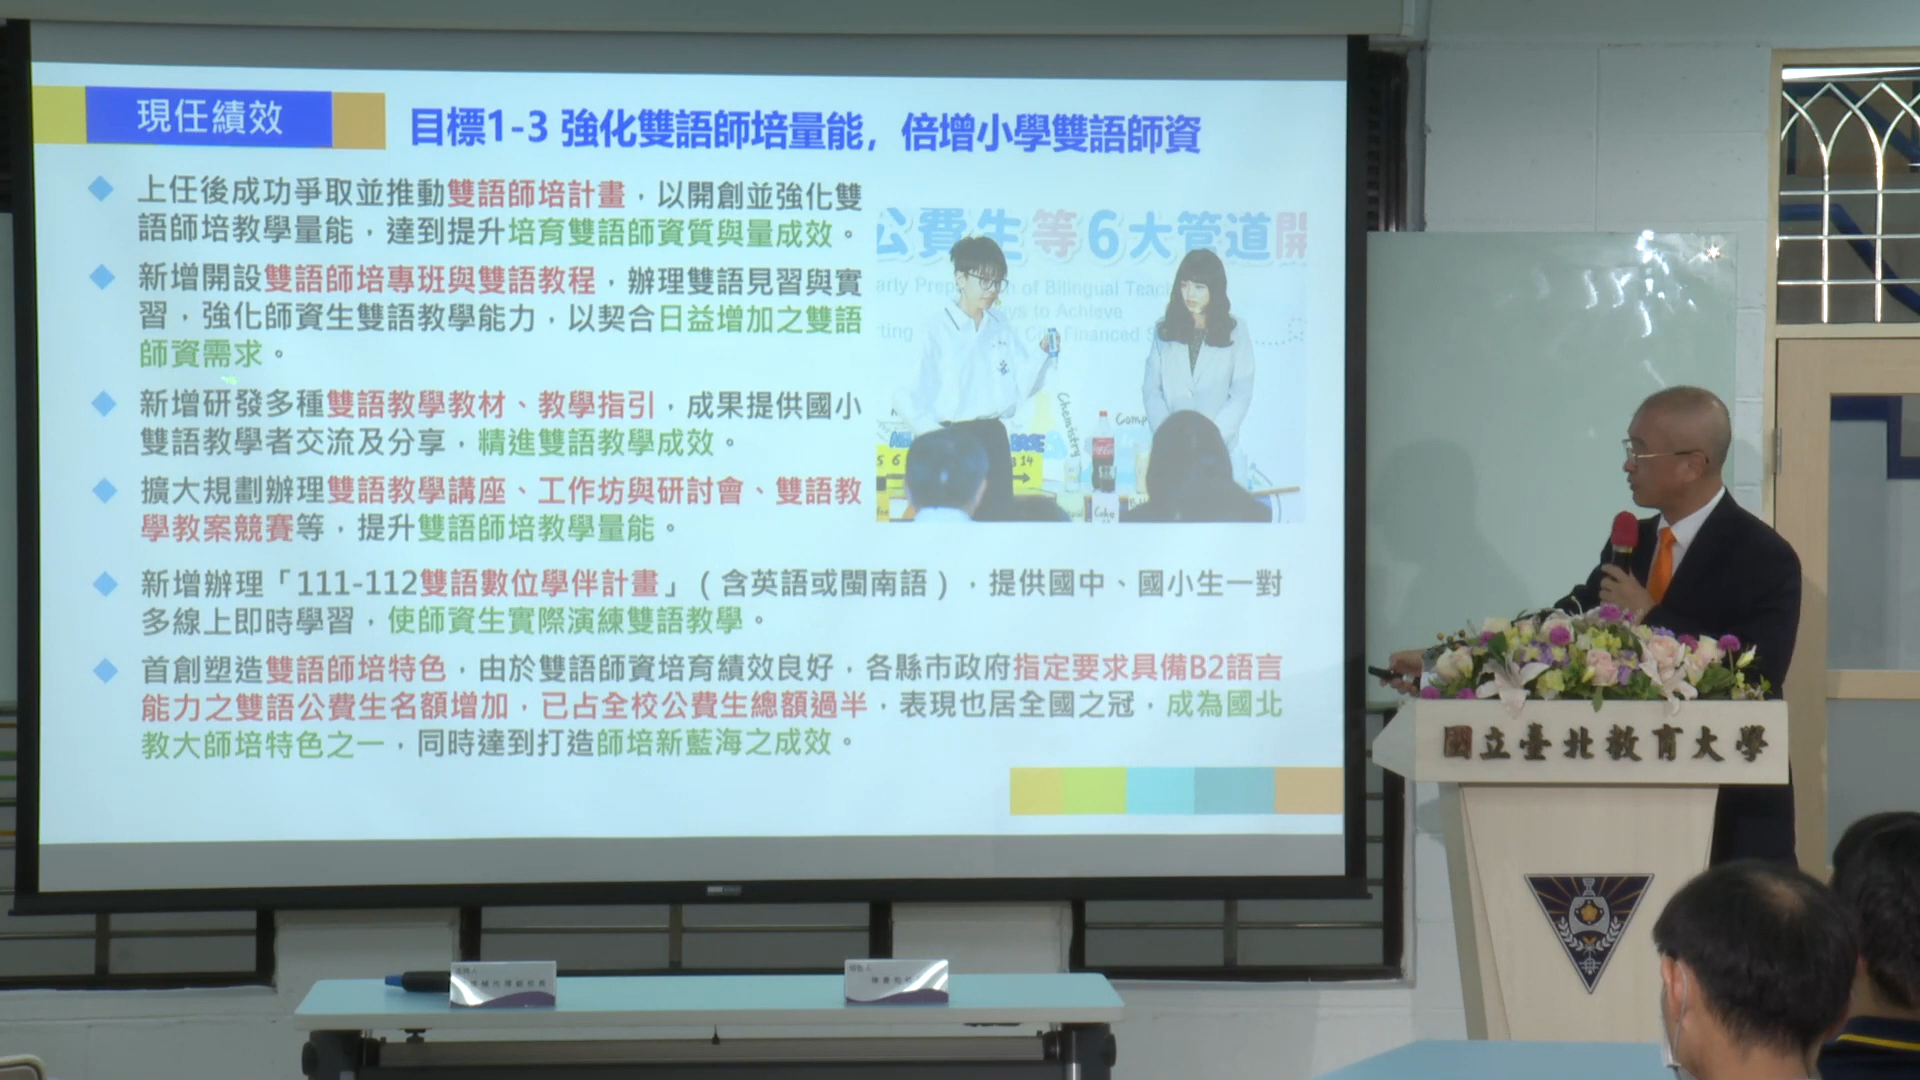 現任績效
目標1-3 強化雙語師培量能，倍增小學雙語師資
上任後成功爭取並推動雙語師培計畫，以開創並強化雙
語師培教學量能，達到提升培育雙語師資質與量成效。
新增開設雙語師培專班與雙語教程，辦理雙語見習與實
習，強化師資生雙語教學能力，以契合日益增加之雙語
師資需求。
新增研發多種雙語教學教材、教學指引，成果提供國小
雙語教學者交流及分享，精進雙語教學成效。
擴大規劃辦理雙語教學講座、工作坊與研討會、雙語教
學教案競賽等，提升雙語師培教學量能。
新增辦理「111-112雙語數位學伴計畫」（含英語或閩南語），提供國中、國小生一對
多線上即時學習，使師資生實際演練雙語教學。
首創塑造雙語師培特色，由於雙語師資培育績效良好，各縣市政府指定要求具備B2語言
能力之雙語公費生名額增加，已占全校公費生總額過半，表現也居全國之冠，成為國北
教大師培特色之一，同時達到打造師培新藍海之成效。
公費生等6大管道開
arly Prep
n of Bilingual Teac
ys to Achieve
Financed
Chemistry
Comp
5 6
14
Coke
國立臺北教育大學